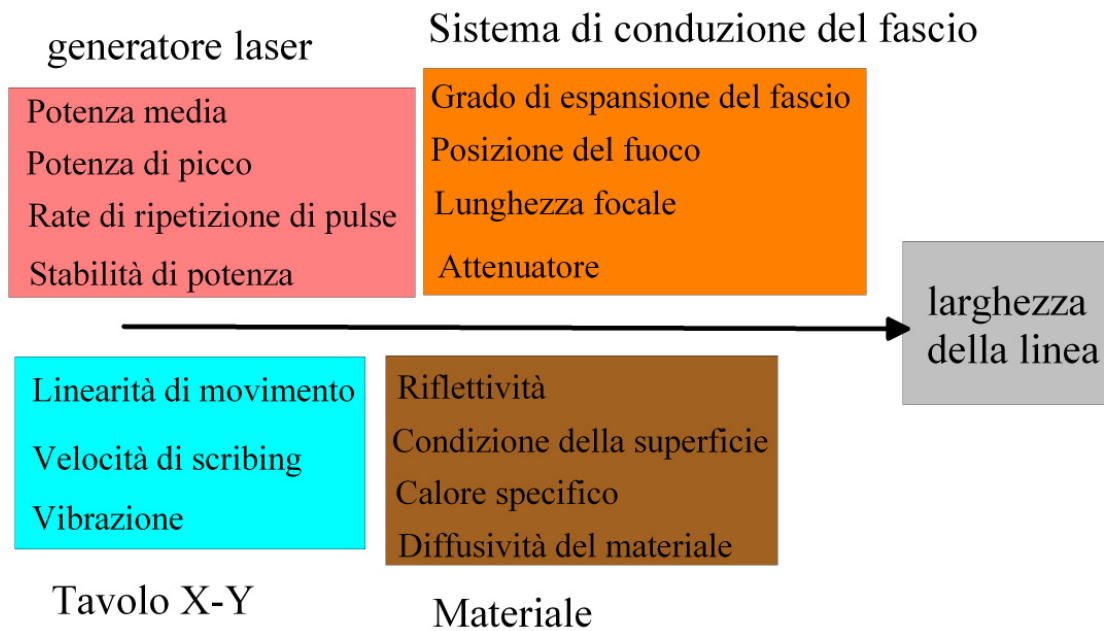 generatore laser
Potenza media
Potenza di picco
Rate di ripetizione di pulse
Stabilità di potenza
Sistema di conduzione del fascio
Grado di espansione del fascio
Posizione del fuoco
Lunghezza focale
Attenuatore
larghezza
della linea
Linearità di movimento
Velocità di scribing
Vibrazione
Tavolo X-Y
Riflettività
Condizione della superficie
Calore specifico
Diffusività del materiale
Materiale